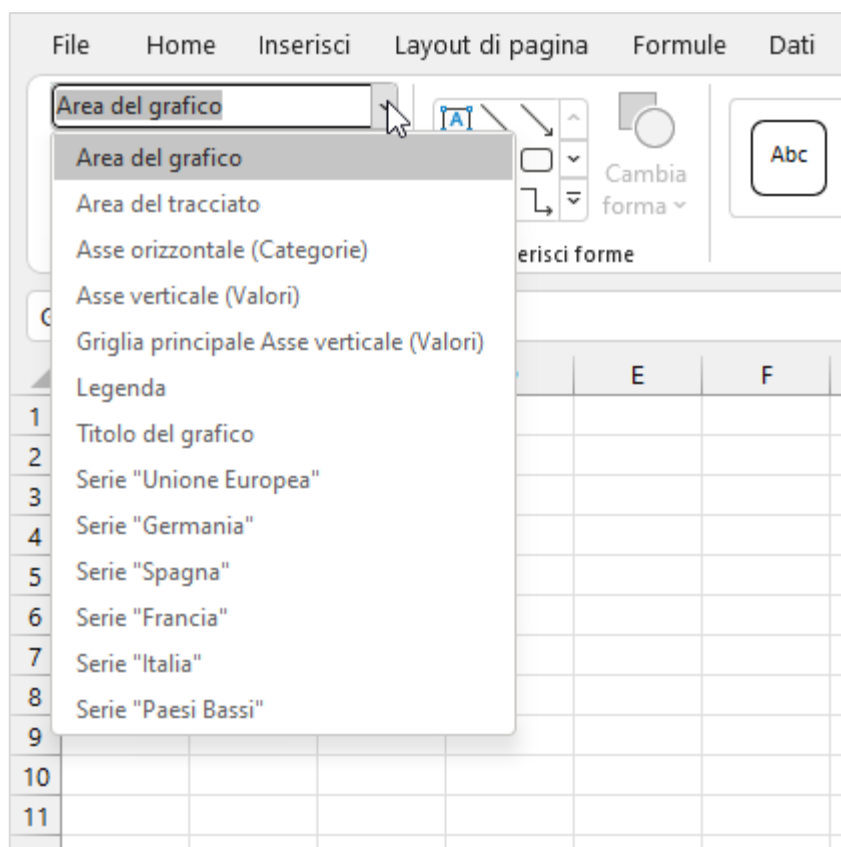 File Home Inserisci Layout di pagina Formule Dati
Area del grafico
A
Cambia
forma
Abc
Area del grafico
Area del tracciato
Asse orizzontale (Categorie)
Asse verticale (Valori)
Griglia principale Asse verticale (Valori)
Legenda
Titolo del grafico
Serie "Unione Europea"
Serie "Germania"
Serie "Spagna"
Serie "Francia"
Serie "Italia"
Serie "Paesi Bassi"
erisci forme
E F
1
2
3
4
5
6
7
8
9
10
11